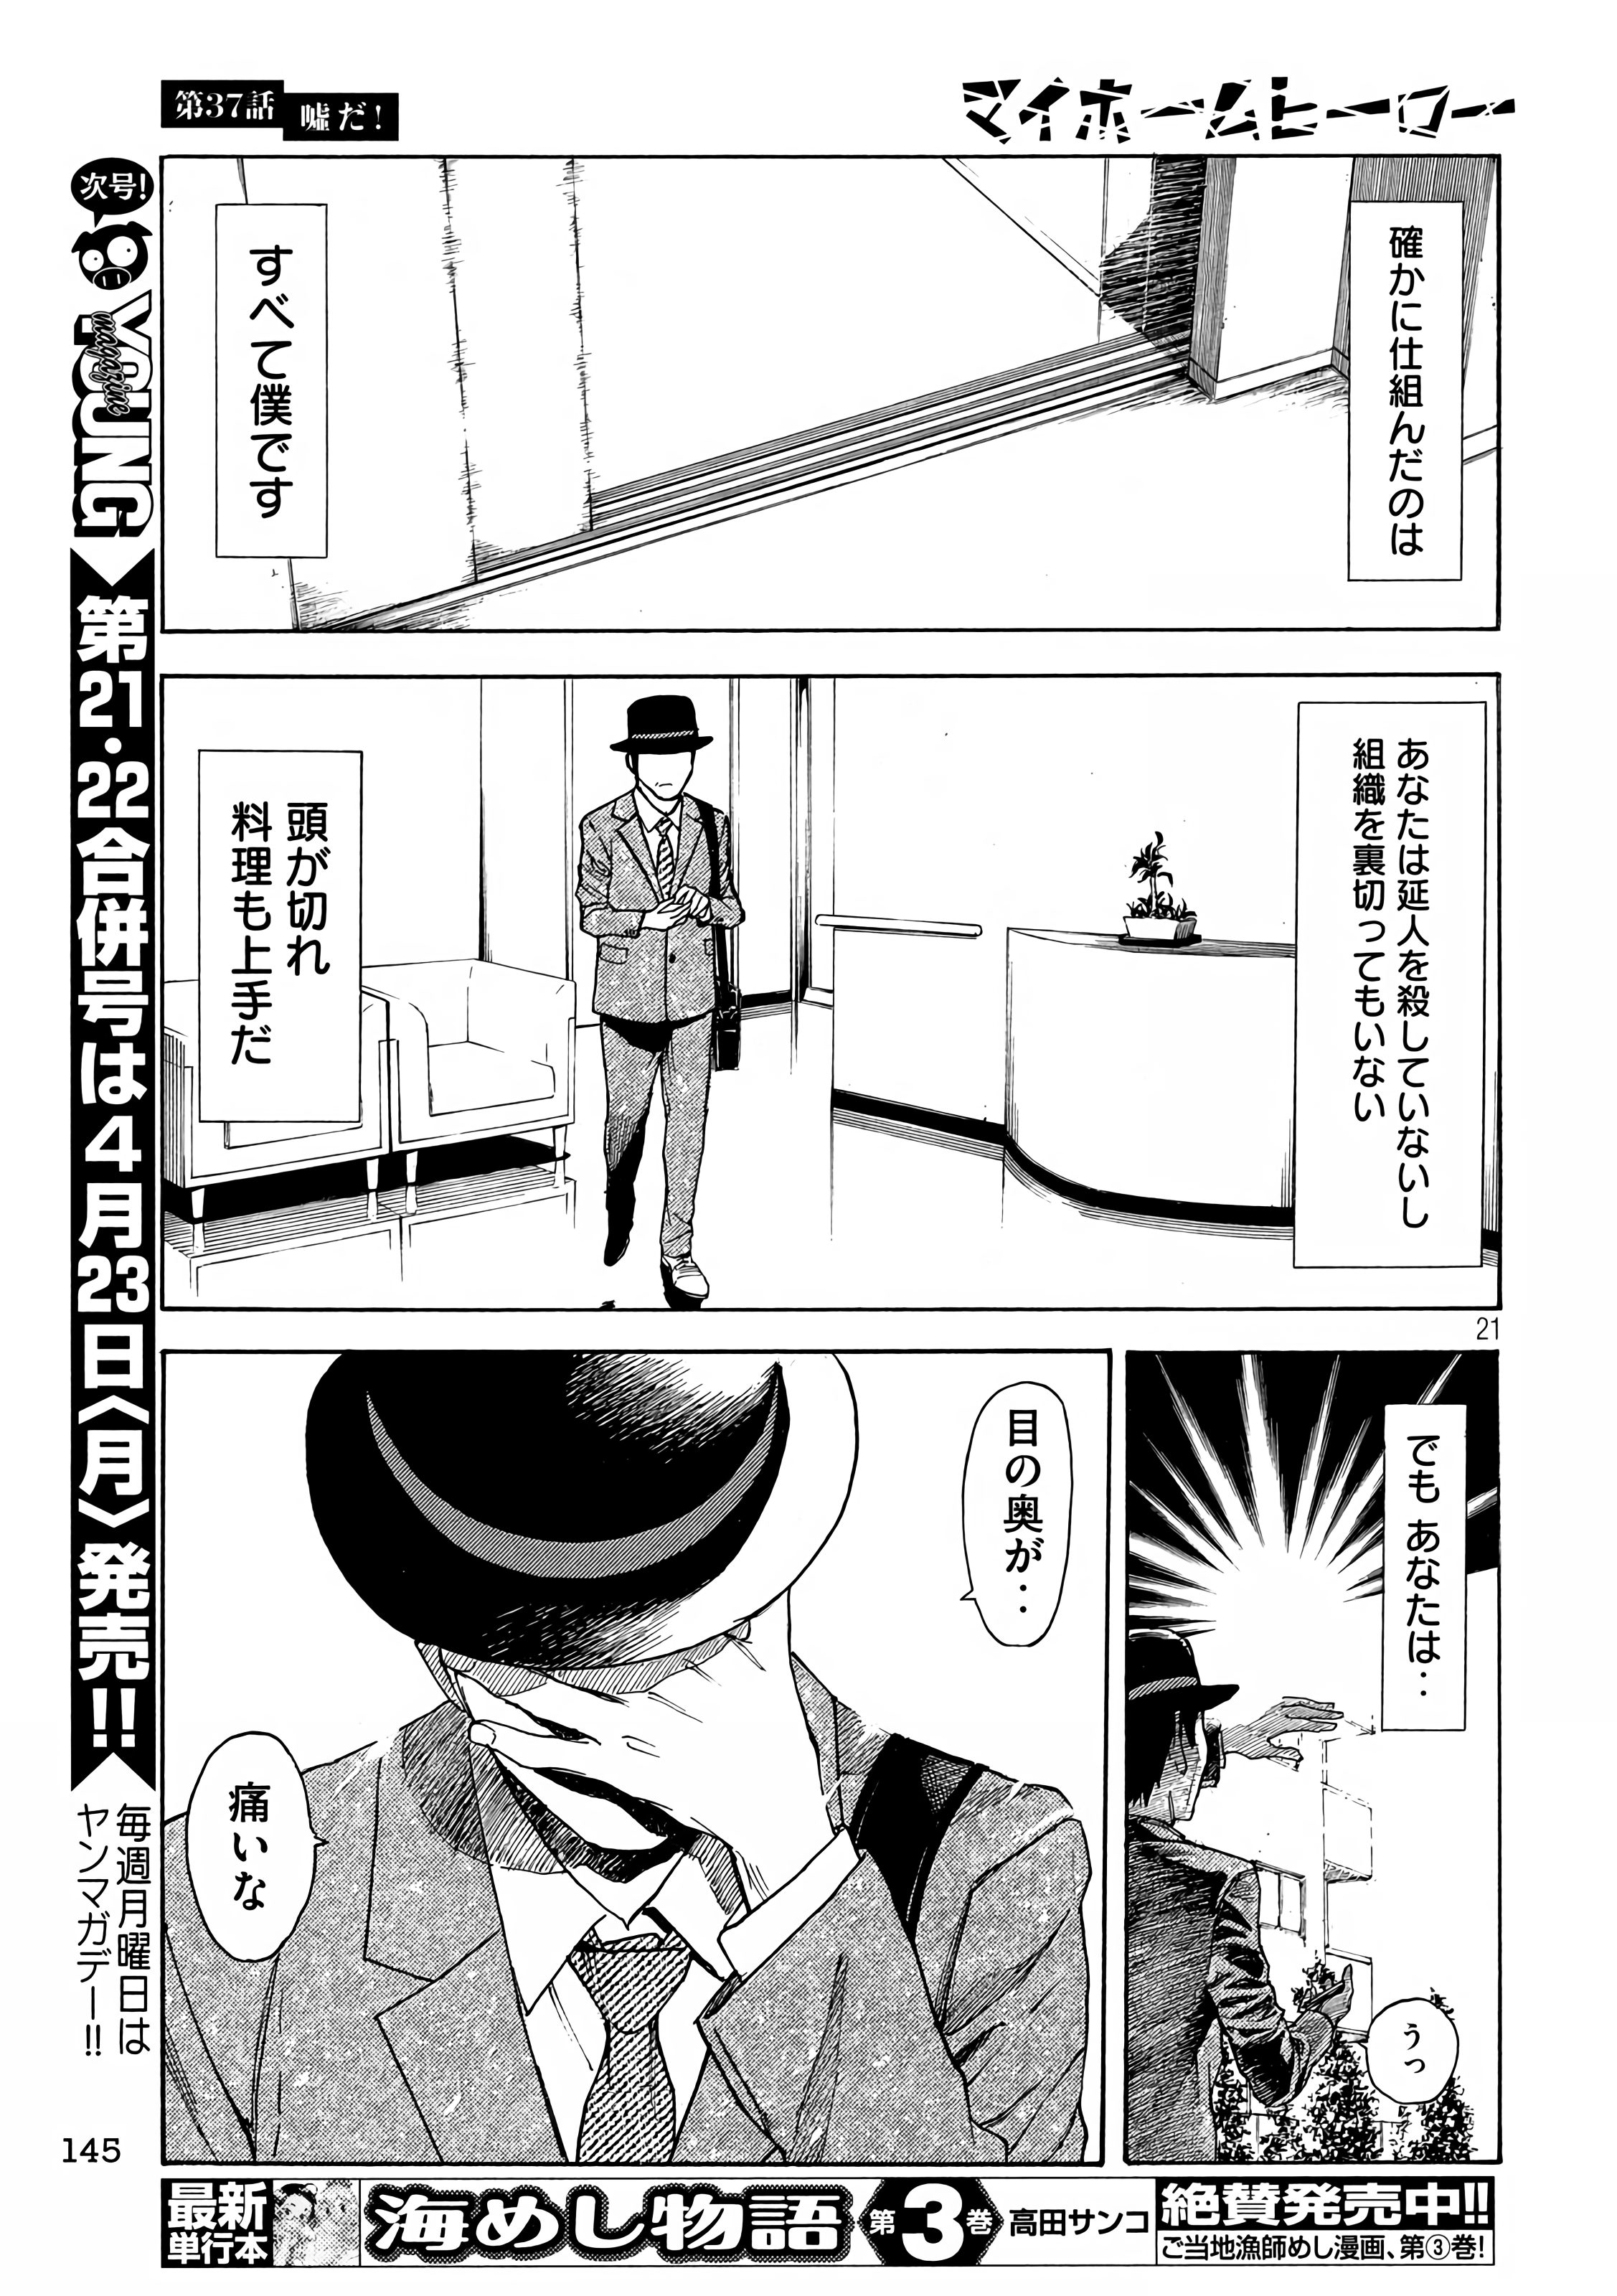 マイホームヒーロー
第37話
嘘だ!
確かに仕組んだのは
すべて僕です
あなたは延人を殺していないし
組織を裏切ってもいない
頭が切れ
料理も上手だ
21
でも あなたは‥
うっ
目の奥が‥
痛いな
次号!
YOUNG
magazine
第21・22合併号は4月23日〈月〉発売!!
毎週月曜日は
ヤンマガデー!!
145
最新
単行本
海めし物語
第3巻
高田サンコ
絶賛発売中!!
ご当地漁師めし漫画、第③巻!